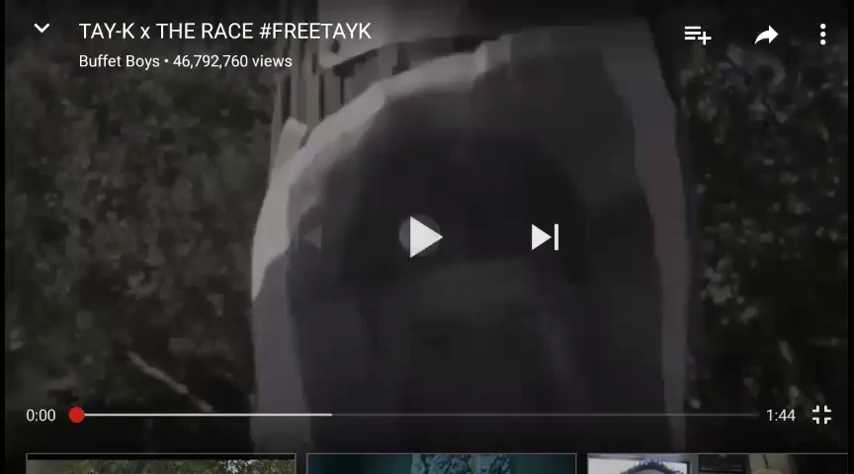 TAY-K x THE RACE #FREETAYK
Buffet Boys • 46,792,760 views
0:00
1:44